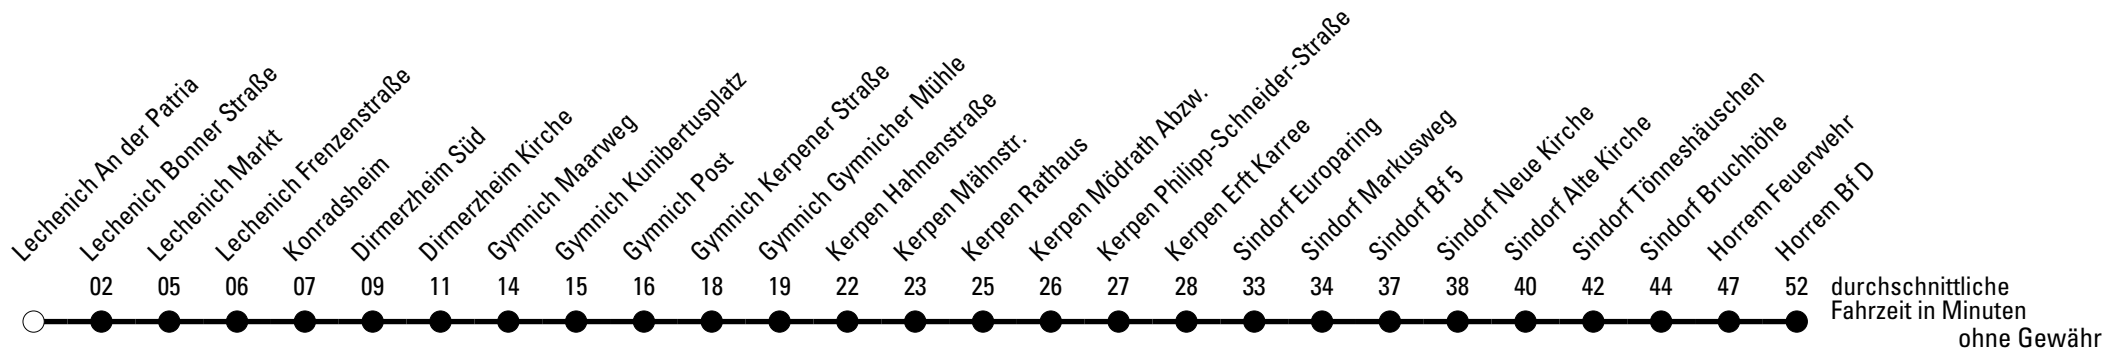 Lechenich An der Patria
Lechenich Bonner Straße
Lechenich Markt
Lechenich Frenzenstraße
Konradsheim
Dirmerzheim Süd
Dirmerzheim Kirche
Gymnich Maarweg
Gymnich Kunibertusplatz
Gymnich Post
Gymnich Kerpener Straße
Gymnich Gymnicher Mühle
Kerpen Hahnenstraße
Kerpen Mähnstr.
Kerpen Rathaus
Kerpen Mödrath Abzw.
Kerpen Philipp-Schneider-Straße
Kerpen Erft Karree
Sindorf Europaring
Sindorf Markusweg
Sindorf Bf 5
Sindorf Neue Kirche
Sindorf Alte Kirche
Sindorf Tönneshäuschen
Sindorf Bruchhöhe
Horrem Feuerwehr
Horrem Bf D
02 05 06 07 09 11 14 15 16 18 19 22 23 25 26 27 28 33 34 37 38 40 42 44 47 52 durchschnittliche
Fahrzeit in Minuten
ohne Gewähr